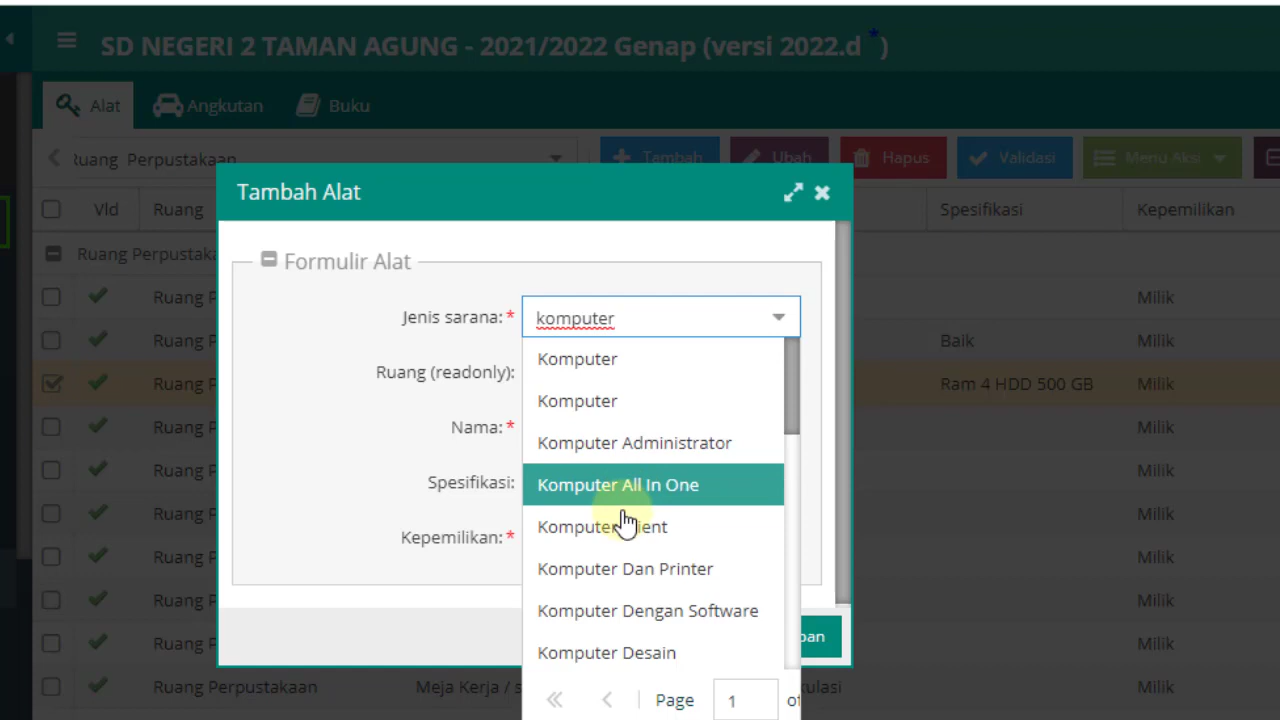 SD NEGERI 2 TAMAN AGUNG - 2021/2022 Genap (versi 2022.d *)
Alat Angkutan Buku
Ruang Perpustakaan Tambah Ubah Hapus Validasi Menu Aksi
Tambah Alat
Vld Ruang Spesifikasi Kepemilikan
Ruang
Formulir Alat
Milik
Jenis sarana:* komputer
Baik Milik
Komputer
Ruang (readonly):
Ram 4 HDD 500 GB Milik
Komputer
Nama:*
Milik
Komputer Administrator
Milik
Spesifikasi: Komputer All In One
Milik
Komputer
Kepemilikan:*
Milik
Komputer Dan Printer
Milik
Komputer Dengan Software
Milik
Komputer Desain
Ruang Perpustakaan Meja Kerja / Milik
Page 1